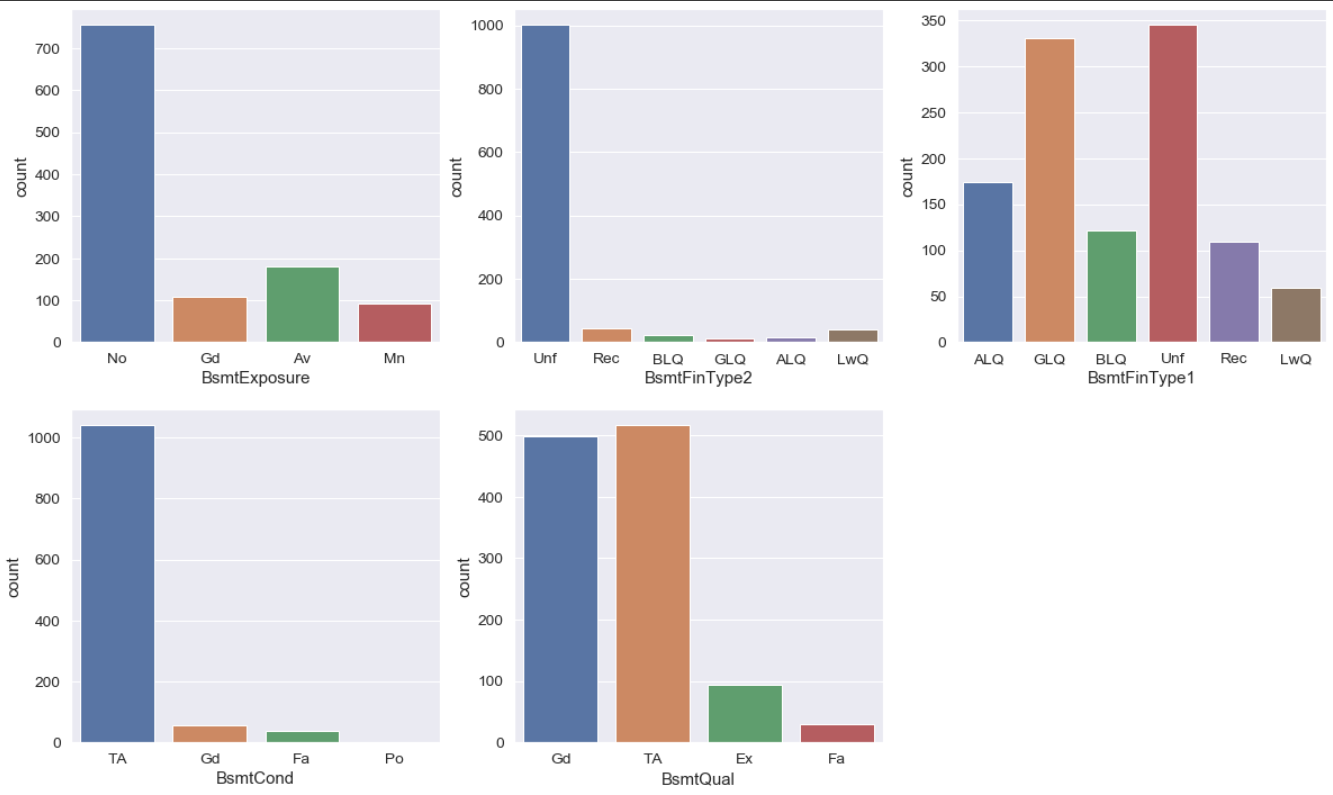 700
600
500
400
300
200
100
0
count
No Gd Av Mn
BsmtExposure
1000
800
600
400
200
0
count
Unf Rec BLQ GLQ ALQ LwQ
BsmtFinType2
350
300
250
200
150
100
50
0
count
ALQ GLQ BLQ Unf Rec LwQ
BsmtFinType1
1000
800
600
400
200
0
count
TA Gd Fa Po
BsmtCond
500
400
300
200
100
0
count
Gd TA Ex Fa
BsmtQual